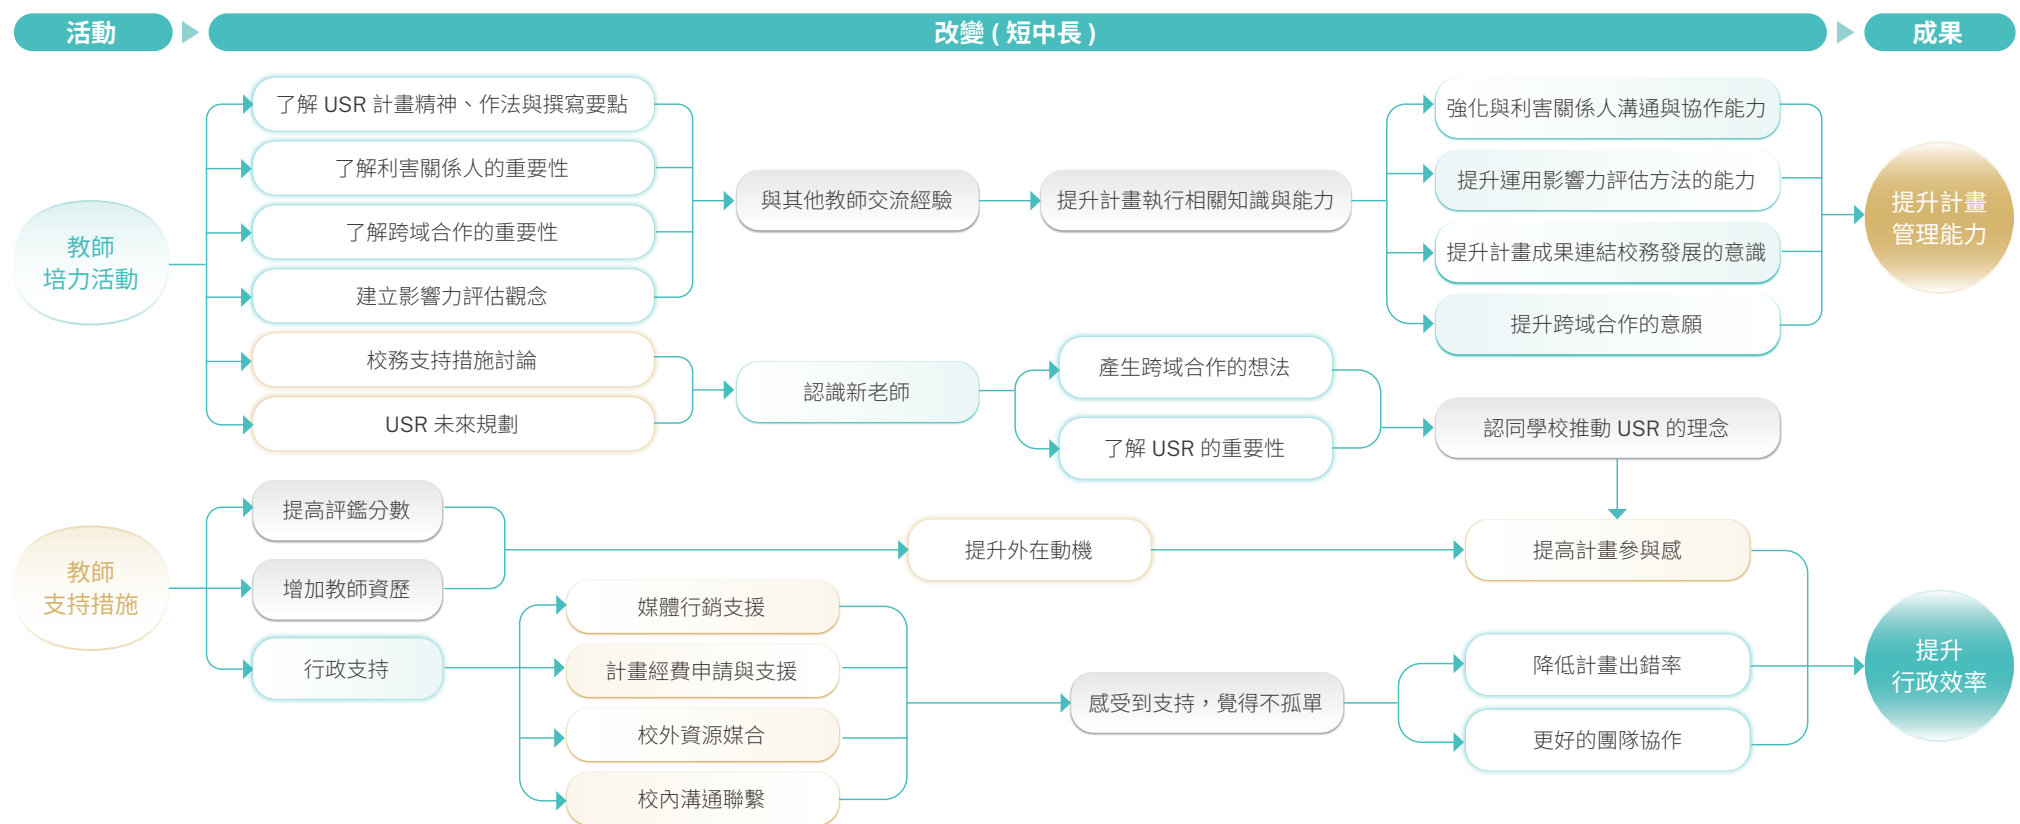 活動
改變 ( 短中長 )
成果
教師
培力活動
了解 USR 計畫精神、作法與撰寫要點
了解利害關係人的重要性
了解跨域合作的重要性
建立影響力評估觀念
校務支持措施討論
USR 未來規劃
與其他教師交流經驗
提升計畫執行相關知識與能力
強化與利害關係人溝通與協作能力
提升運用影響力評估方法的能力
提升計畫成果連結校務發展的意識
提升跨域合作的意願
提升計畫
管理能力
認識新老師
產生跨域合作的想法
了解 USR 的重要性
認同學校推動 USR 的理念
教師
支持措施
提高評鑑分數
增加教師資歷
行政支持
提升外在動機
提高計畫參與感
媒體行銷支援
計畫經費申請與支援
校外資源媒合
校內溝通聯繫
感受到支持，覺得不孤單
降低計畫出錯率
更好的團隊協作
提升
行政效率